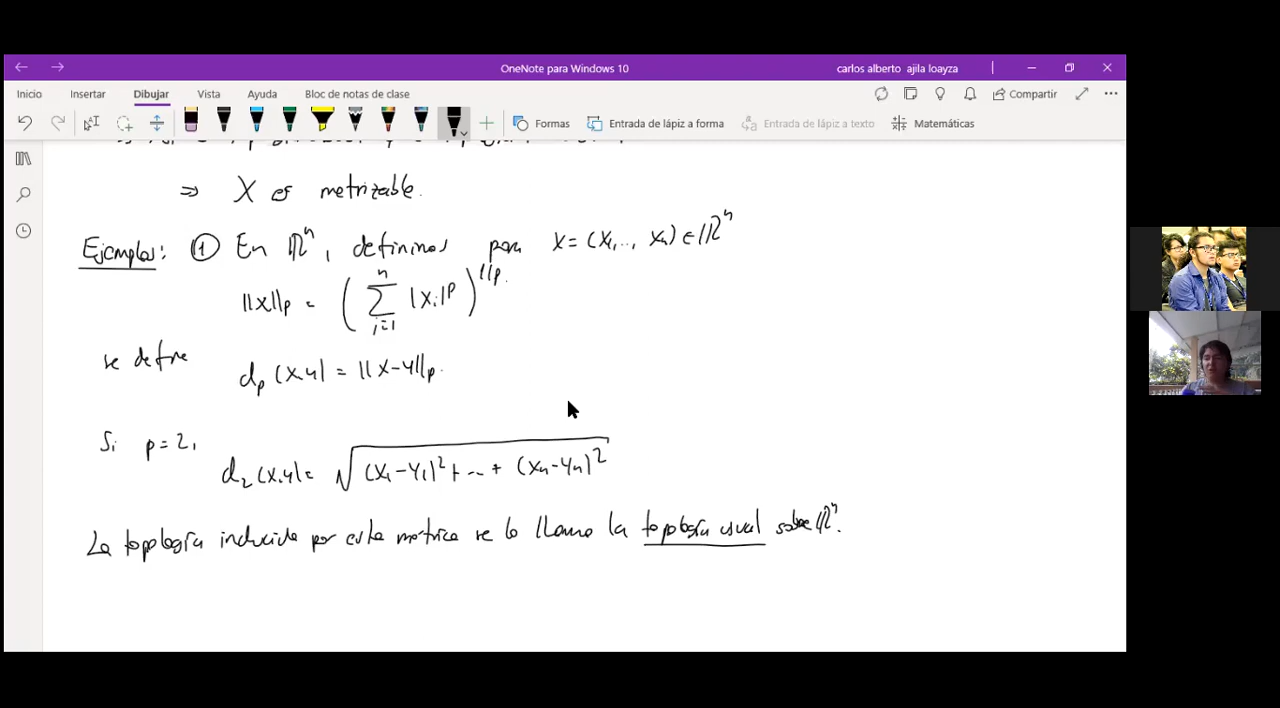 OneNote para Windows 10
carlos alberto ajila loayza
Inicio Insertar Dibujar Vista Ayuda Bloc de notas de clase
Compartir
Formas Entrada de lápiz a forma Entrada de lápiz a texto Matemáticas
⇒ X es metrizable.
Ejemplos: ① En ℝⁿ, definimos para x = (x₁, .., xₙ) ∈ ℝⁿ
||x||ₚ = ( ∑ᵢ₌₁ⁿ |xᵢ|ᵖ )^{1/p}.
se define
dₚ(x,y) = ||x-y||ₚ.
Si p = 2,
d₂(x,y) = √((x₁-y₁)² + ... + (xₙ-yₙ)²)
La topología inducida por esta metrica se lo llama la topología usual sobre ℝⁿ.